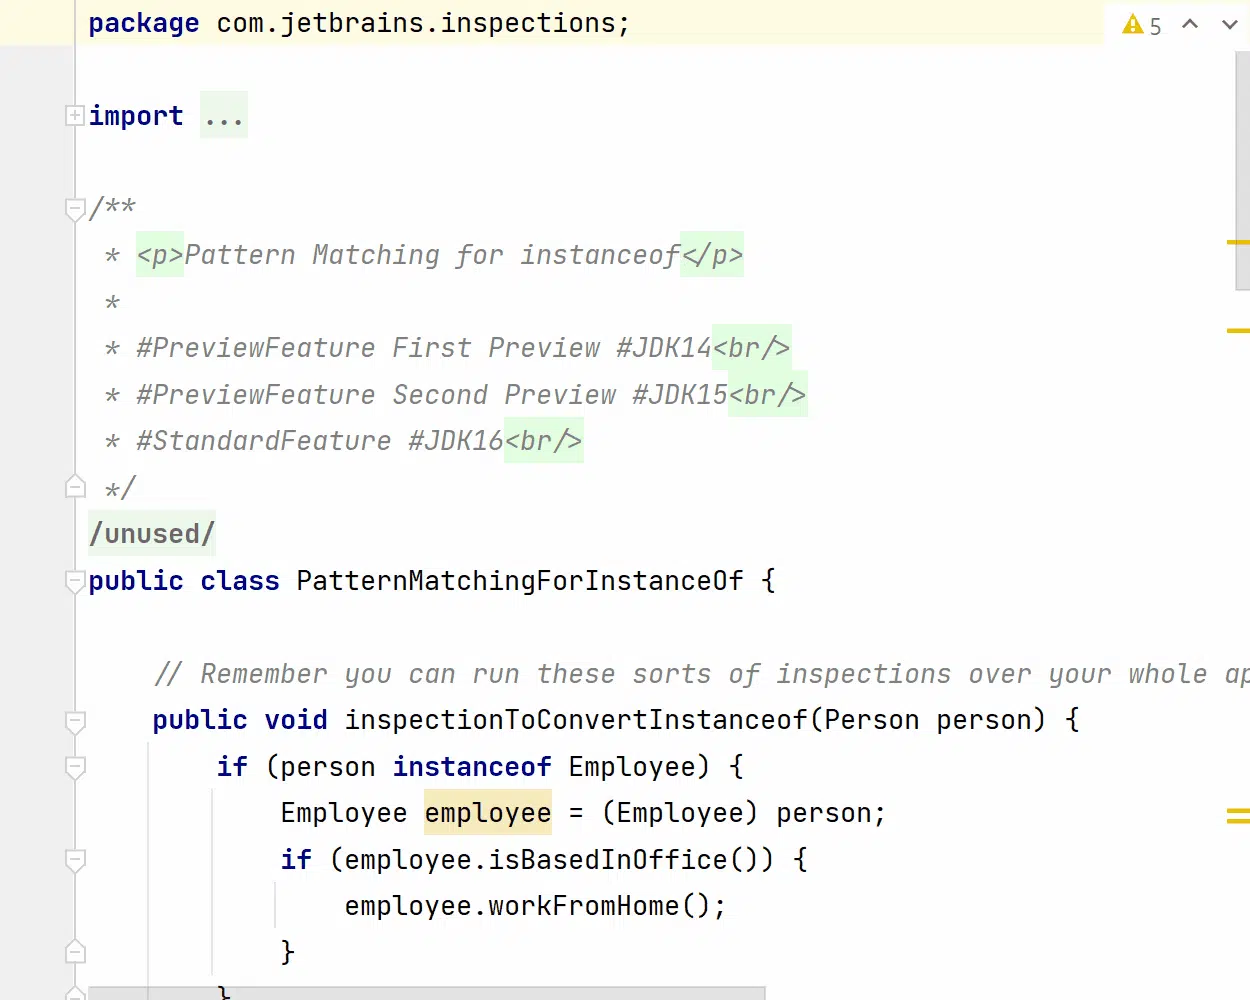 package com.jetbrains.inspections;
5
import ...
/**
* <p>Pattern Matching for instanceof</p>
*
* #PreviewFeature First Preview #JDK14<br/>
* #PreviewFeature Second Preview #JDK15<br/>
* #StandardFeature #JDK16<br/>
*/
/unused/
public class PatternMatchingForInstanceOf {
// Remember you can run these sorts of inspections over your whole ap
public void inspectionToConvertInstanceof(Person person) {
if (person instanceof Employee) {
Employee employee = (Employee) person;
if (employee.isBasedInOffice()) {
employee.workFromHome();
}
}